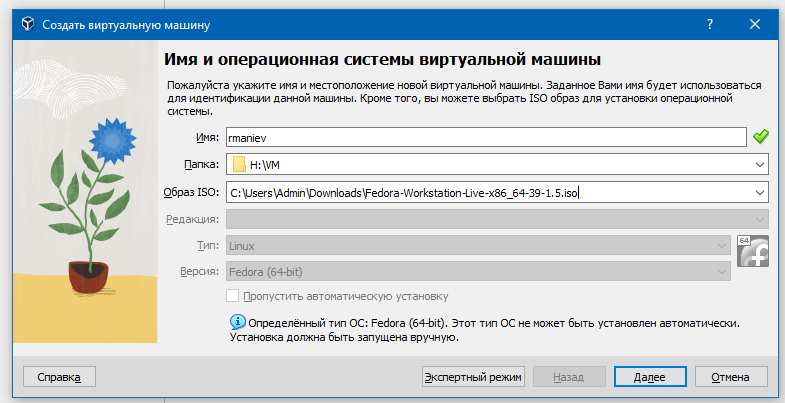 Создать виртуальную машину
? ✕
Имя и операционная системы виртуальной машины
Пожалуйста укажите имя и местоположение новой виртуальной машины. Заданное Вами имя будет использоваться
для идентификации данной машины. Кроме того, вы можете выбрать ISO образ для установки операционной
системы.
Имя: rmaniev
Папка: H:\VM
Образ ISO: C:\Users\Admin\Downloads\Fedora-Workstation-Live-x86_64-39-1.5.iso
Редакция:
Тип: Linux
64
Версия: Fedora (64-bit)
Пропустить автоматическую установку
Определённый тип ОС: Fedora (64-bit). Этот тип ОС не может быть установлен автоматически.
Установка должна быть запущена вручную.
Справка Экспертный режим Назад Далее Отмена